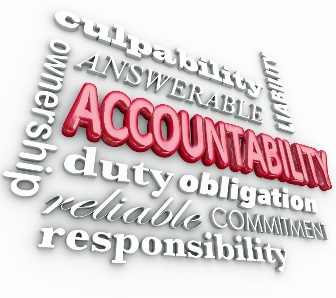 culpability
ANSWERABLE
LIABILITY
ownership
ACCOUNTABILITY
duty obligation
reliable COMMITMENT
responsibility